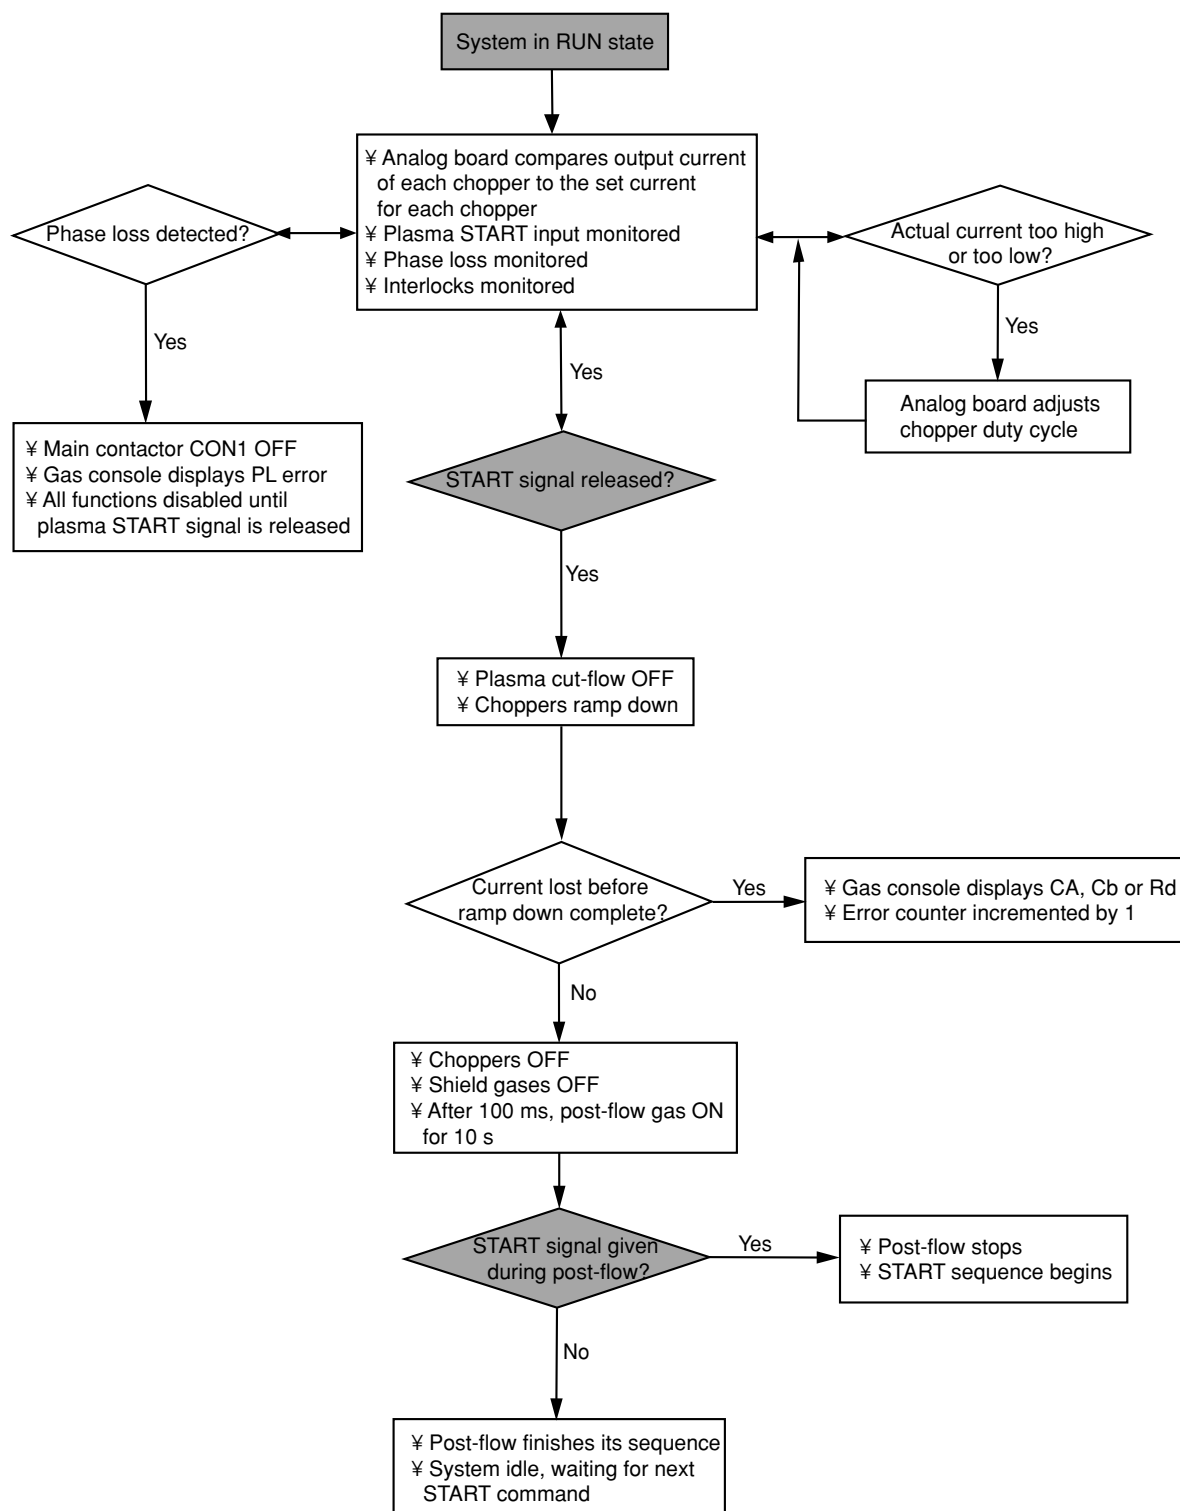 System in RUN state
¥ Analog board compares output current
of each chopper to the set current
for each chopper
¥ Plasma START input monitored
¥ Phase loss monitored
¥ Interlocks monitored
Phase loss detected?
Actual current too high
or too low?
Yes
Yes
Yes
Analog board adjusts
chopper duty cycle
¥ Main contactor CON1 OFF
¥ Gas console displays PL error
¥ All functions disabled until
plasma START signal is released
START signal released?
Yes
¥ Plasma cut-flow OFF
¥ Choppers ramp down
Current lost before
ramp down complete?
Yes
¥ Gas console displays CA, Cb or Rd
¥ Error counter incremented by 1
No
¥ Choppers OFF
¥ Shield gases OFF
¥ After 100 ms, post-flow gas ON
for 10 s
START signal given
during post-flow?
Yes
¥ Post-flow stops
¥ START sequence begins
No
¥ Post-flow finishes its sequence
¥ System idle, waiting for next
START command